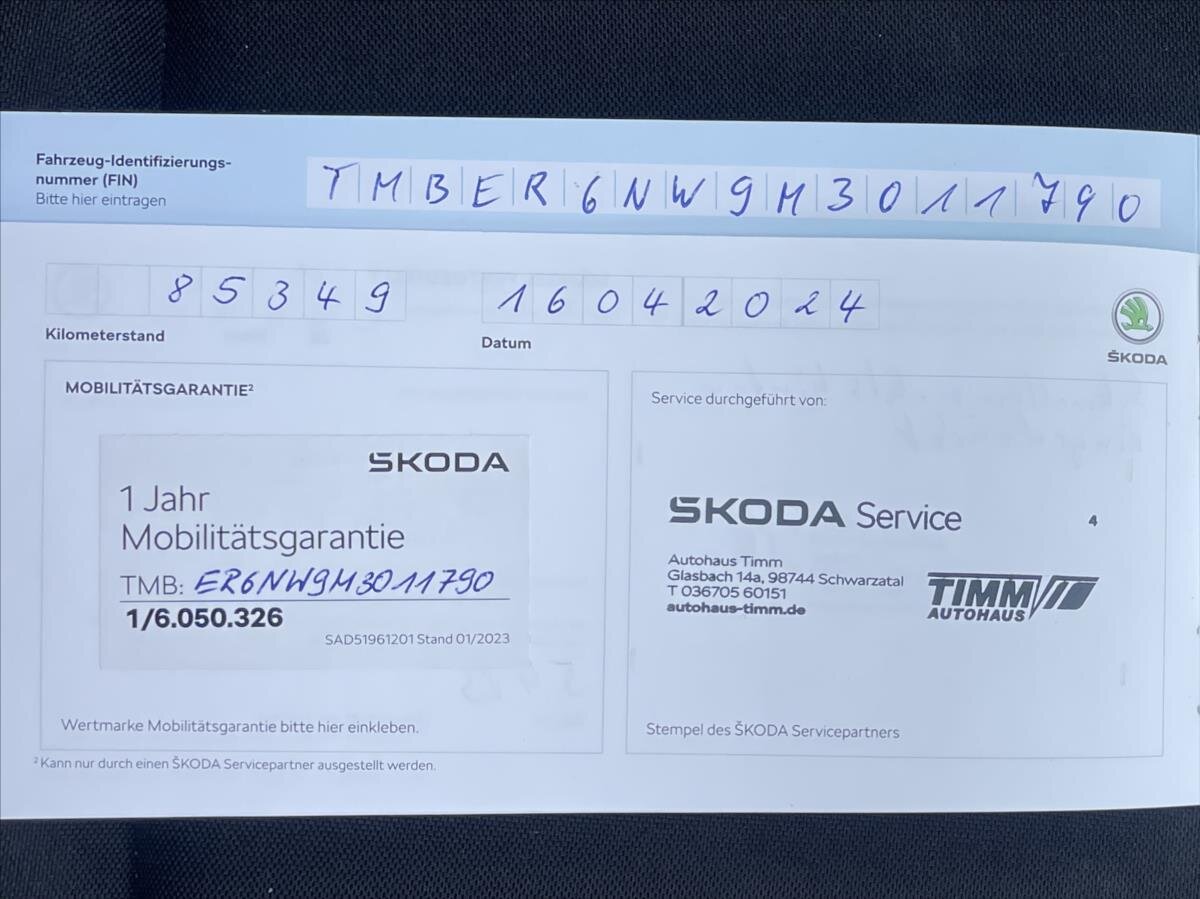 Fahrzeug-Identifizierungs-
nummer (FIN)
Bitte hier eintragen
TMBER6NW9M3011790
85349
Kilometerstand
16042024
Datum
ŠKODA
MOBILITÄTSGARANTIE²
ŠKODA
1 Jahr
Mobilitätsgarantie
TMB: ER6NW9M3011790
1/6.050.326
SAD51961201 Stand 01/2023
Wertmarke Mobilitätsgarantie bitte hier einkleben.
² Kann nur durch einen ŠKODA Servicepartner ausgestellt werden.
Service durchgeführt von:
ŠKODA Service
4
Autohaus Timm
Glasbach 14a, 98744 Schwarzatal
T 036705 60151
autohaus-timm.de
TIMM
AUTOHAUS
Stempel des ŠKODA Servicepartners